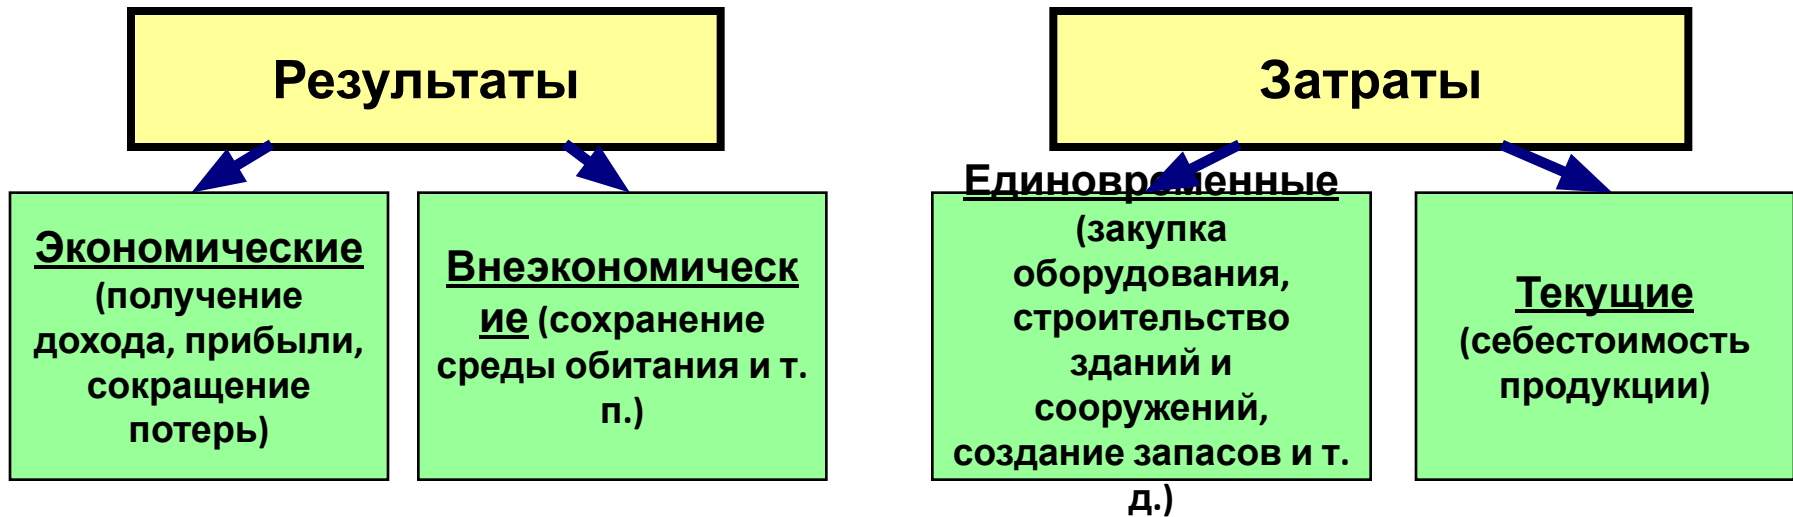 Результаты
Экономические
(получение
дохода, прибыли,
сокращение
потерь)
Внеэкономическ
ие (сохранение
среды обитания и т.
п.)
Затраты
Единовременные
(закупка
оборудования,
строительство
зданий и
сооружений,
создание запасов и т.
д.)
Текущие
(себестоимость
продукции)